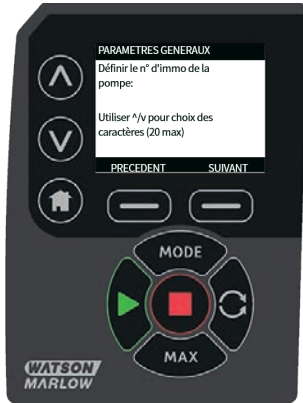 PARAMETRES GENERAUX
Définir le n° d'immo de la
pompe:
Utiliser ^/v pour choix des
caractères (20 max)
PRECEDENT SUIVANT
MODE
MAX
WATSON
MARLOW